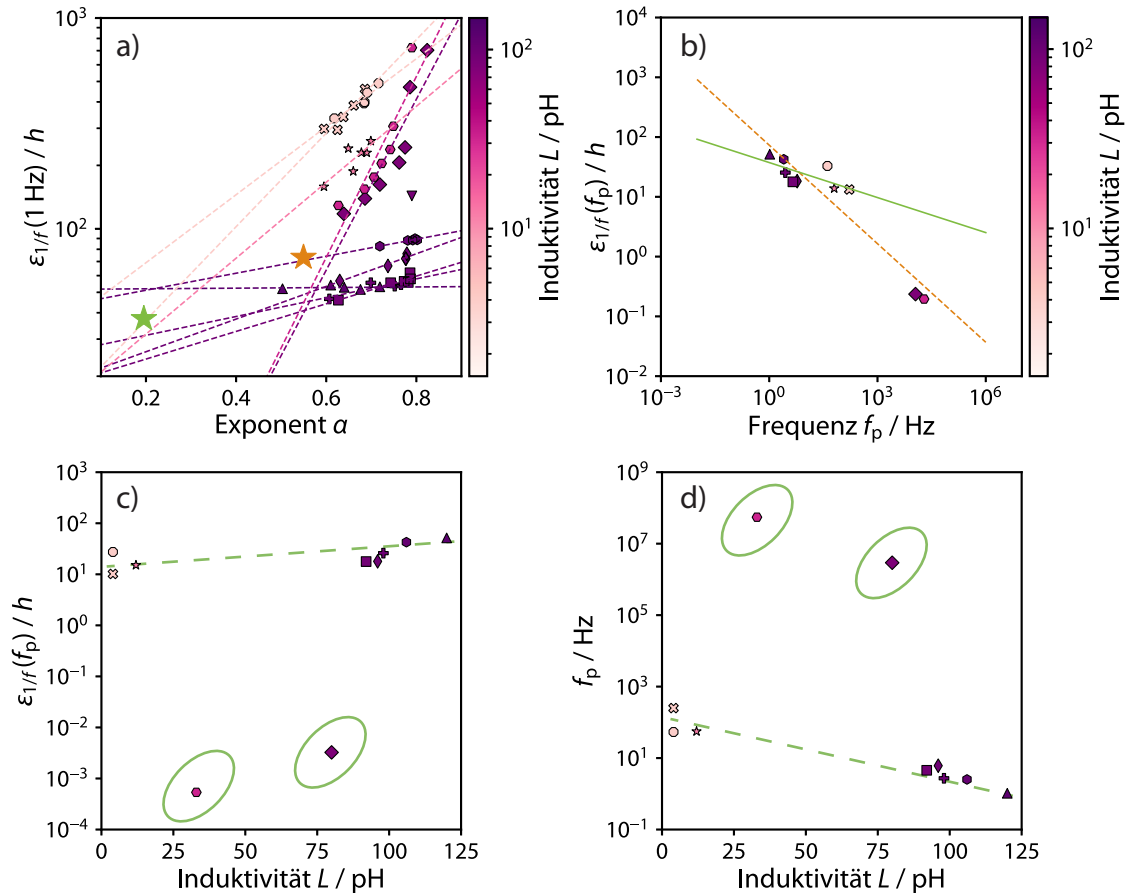 a)
10³
10²
ε₁/f (1 Hz) / h
0.2 0.4 0.6 0.8
Exponent α
10²
10¹
Induktivität L / pH
b)
10⁴
10³
10²
10¹
10⁰
10⁻¹
10⁻²
ε₁/f (fₚ) / h
10⁻³ 10⁰ 10³ 10⁶
Frequenz fₚ / Hz
10²
10¹
Induktivität L / pH
c)
10³
10²
10¹
10⁰
10⁻¹
10⁻²
10⁻³
10⁻⁴
ε₁/f (fₚ) / h
0 25 50 75 100 125
Induktivität L / pH
d)
10⁹
10⁷
10⁵
10³
10¹
10⁻¹
fₚ / Hz
0 25 50 75 100 125
Induktivität L / pH